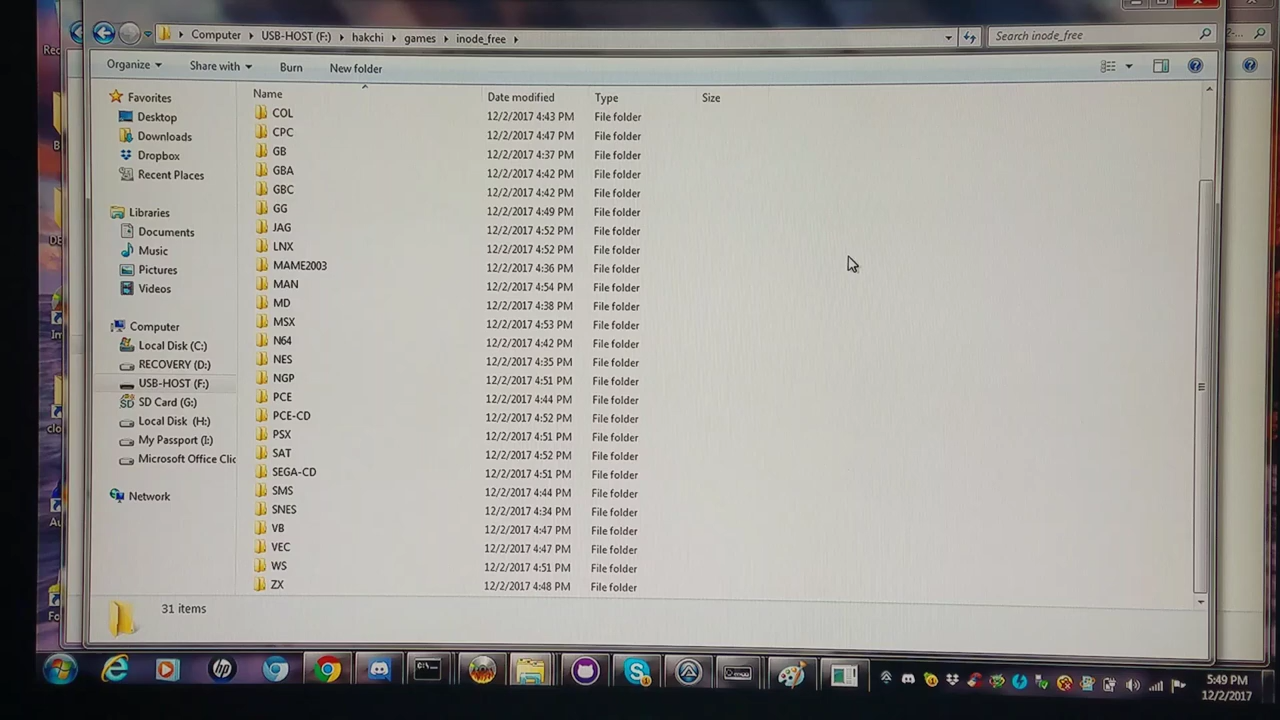 Computer ▸ USB-HOST (F:) ▸ hakchi ▸ games ▸ inode_free ▸
Search inode_free
Organize ▾ Share with ▾ Burn New folder
Name Date modified Type Size
Favorites
Desktop
Downloads
Dropbox
Recent Places
Libraries
Documents
Music
Pictures
Videos
Computer
Local Disk (C:)
RECOVERY (D:)
USB-HOST (F:)
SD Card (G:)
Local Disk (H:)
My Passport (I:)
Microsoft Office Clic
Network
COL 12/2/2017 4:43 PM File folder
CPC 12/2/2017 4:47 PM File folder
GB 12/2/2017 4:37 PM File folder
GBA 12/2/2017 4:42 PM File folder
GBC 12/2/2017 4:42 PM File folder
GG 12/2/2017 4:49 PM File folder
JAG 12/2/2017 4:52 PM File folder
LNX 12/2/2017 4:52 PM File folder
MAME2003 12/2/2017 4:36 PM File folder
MAN 12/2/2017 4:54 PM File folder
MD 12/2/2017 4:38 PM File folder
MSX 12/2/2017 4:53 PM File folder
N64 12/2/2017 4:42 PM File folder
NES 12/2/2017 4:35 PM File folder
NGP 12/2/2017 4:51 PM File folder
PCE 12/2/2017 4:44 PM File folder
PCE-CD 12/2/2017 4:52 PM File folder
PSX 12/2/2017 4:51 PM File folder
SAT 12/2/2017 4:52 PM File folder
SEGA-CD 12/2/2017 4:51 PM File folder
SMS 12/2/2017 4:44 PM File folder
SNES 12/2/2017 4:34 PM File folder
VB 12/2/2017 4:47 PM File folder
VEC 12/2/2017 4:47 PM File folder
WS 12/2/2017 4:51 PM File folder
ZX 12/2/2017 4:48 PM File folder
31 items
hp
5:49 PM
12/2/2017